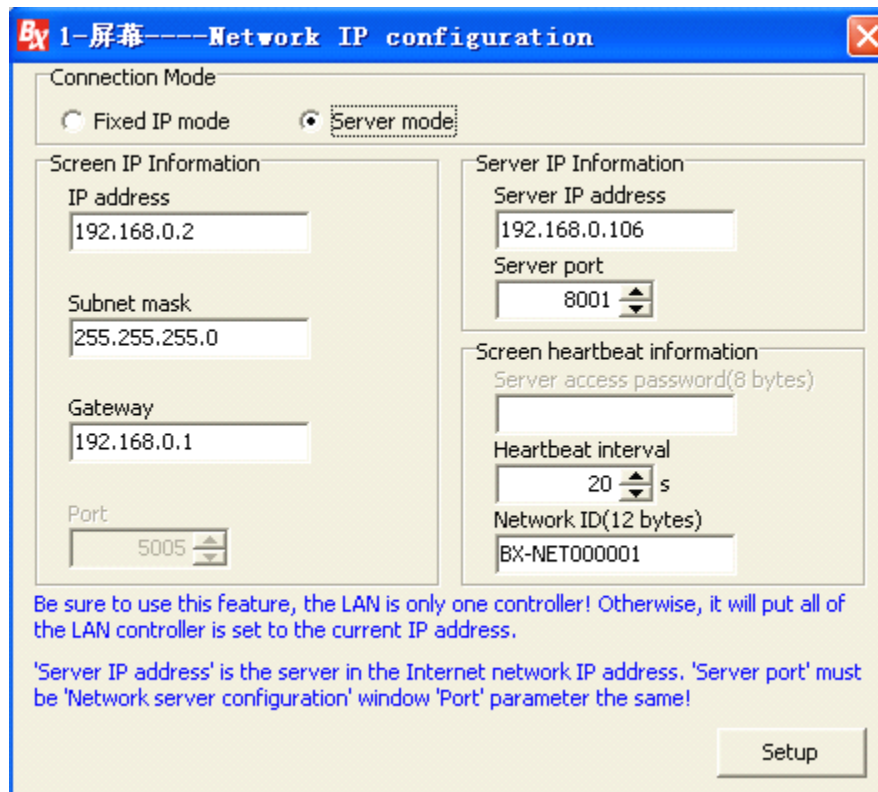 BX 1-屏幕----Network IP configuration
Connection Mode
Fixed IP mode
Server mode
Screen IP Information
IP address
192.168.0.2
Subnet mask
255.255.255.0
Gateway
192.168.0.1
Port
5005
Server IP Information
Server IP address
192.168.0.106
Server port
8001
Screen heartbeat information
Server access password(8 bytes)
Heartbeat interval
20 s
Network ID(12 bytes)
BX-NET000001
Be sure to use this feature, the LAN is only one controller! Otherwise, it will put all of
the LAN controller is set to the current IP address.
'Server IP address' is the server in the Internet network IP address. 'Server port' must
be 'Network server configuration' window 'Port' parameter the same!
Setup